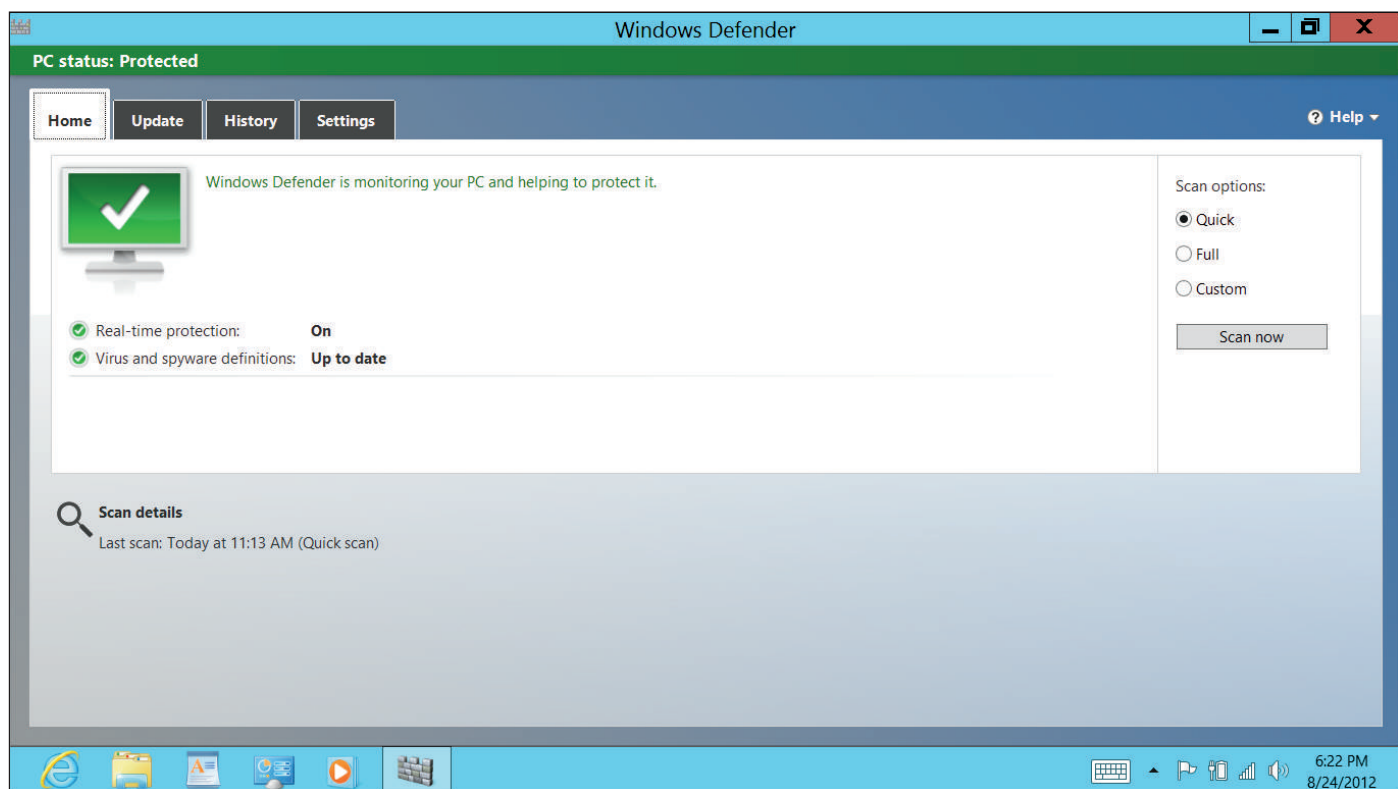 Windows Defender
PC status: Protected
Home Update History Settings Help
Windows Defender is monitoring your PC and helping to protect it.
Real-time protection: On
Virus and spyware definitions: Up to date
Scan options:
Quick
Full
Custom
Scan now
Scan details
Last scan: Today at 11:13 AM (Quick scan)
6:22 PM
8/24/2012